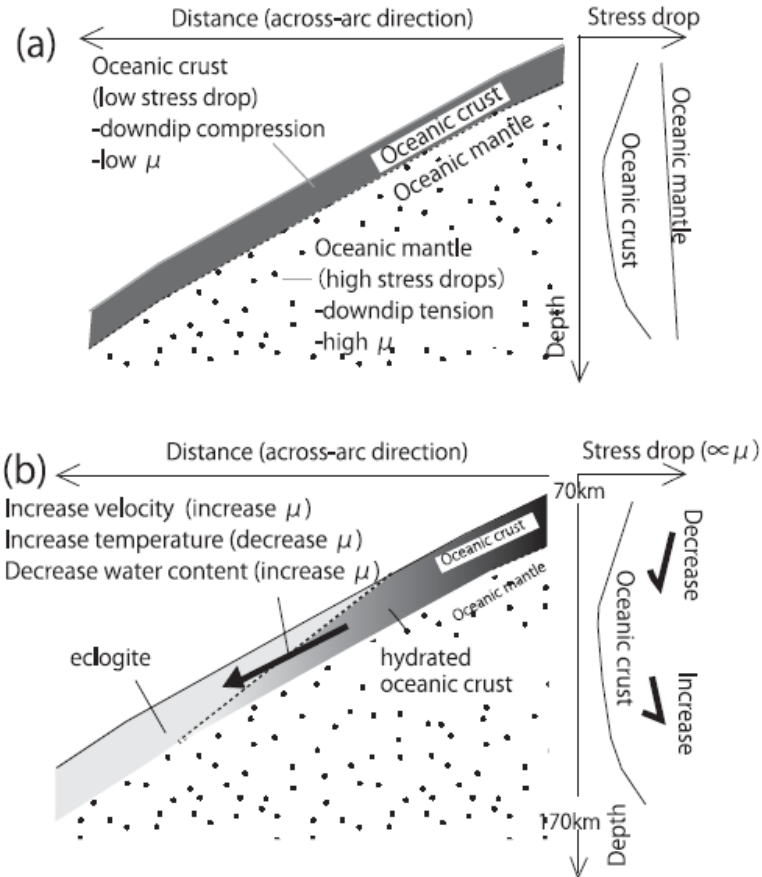 (a)
Distance (across-arc direction)
Stress drop
Oceanic crust
(low stress drop)
-downdip compression
-low μ
Oceanic crust
Oceanic mantle
Oceanic mantle
(high stress drops)
-downdip tension
-high μ
Depth
Oceanic crust
Oceanic mantle
(b)
Distance (across-arc direction)
Stress drop (∝ μ)
Increase velocity (increase μ)
Increase temperature (decrease μ)
Decrease water content (increase μ)
70km
Oceanic crust
Oceanic mantle
eclogite
hydrated
oceanic crust
Oceanic crust
Decrease
Increase
170km
Depth